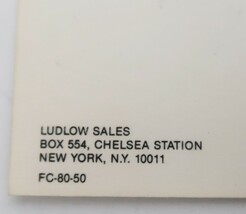 LUDLOW SALES
BOX 554, CHELSEA STATION
NEW YORK, N.Y. 10011
FC-80-50